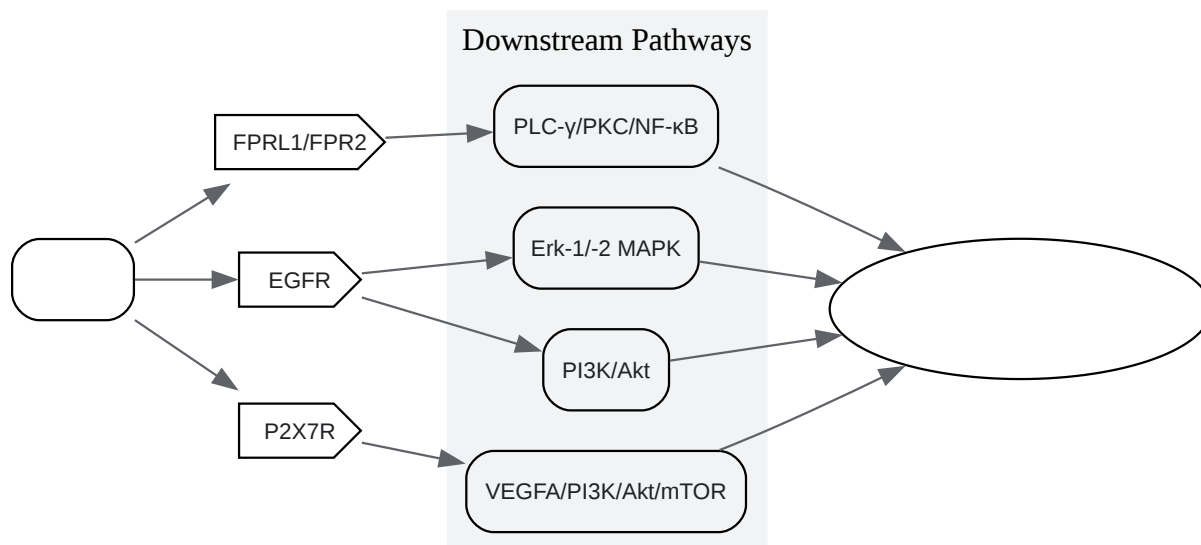 Downstream Pathways
FPRL1/FPR2
PLC-γ/PKC/NF-κB
EGFR
Erk-1/-2 MAPK
PI3K/Akt
P2X7R
VEGFA/PI3K/Akt/mTOR